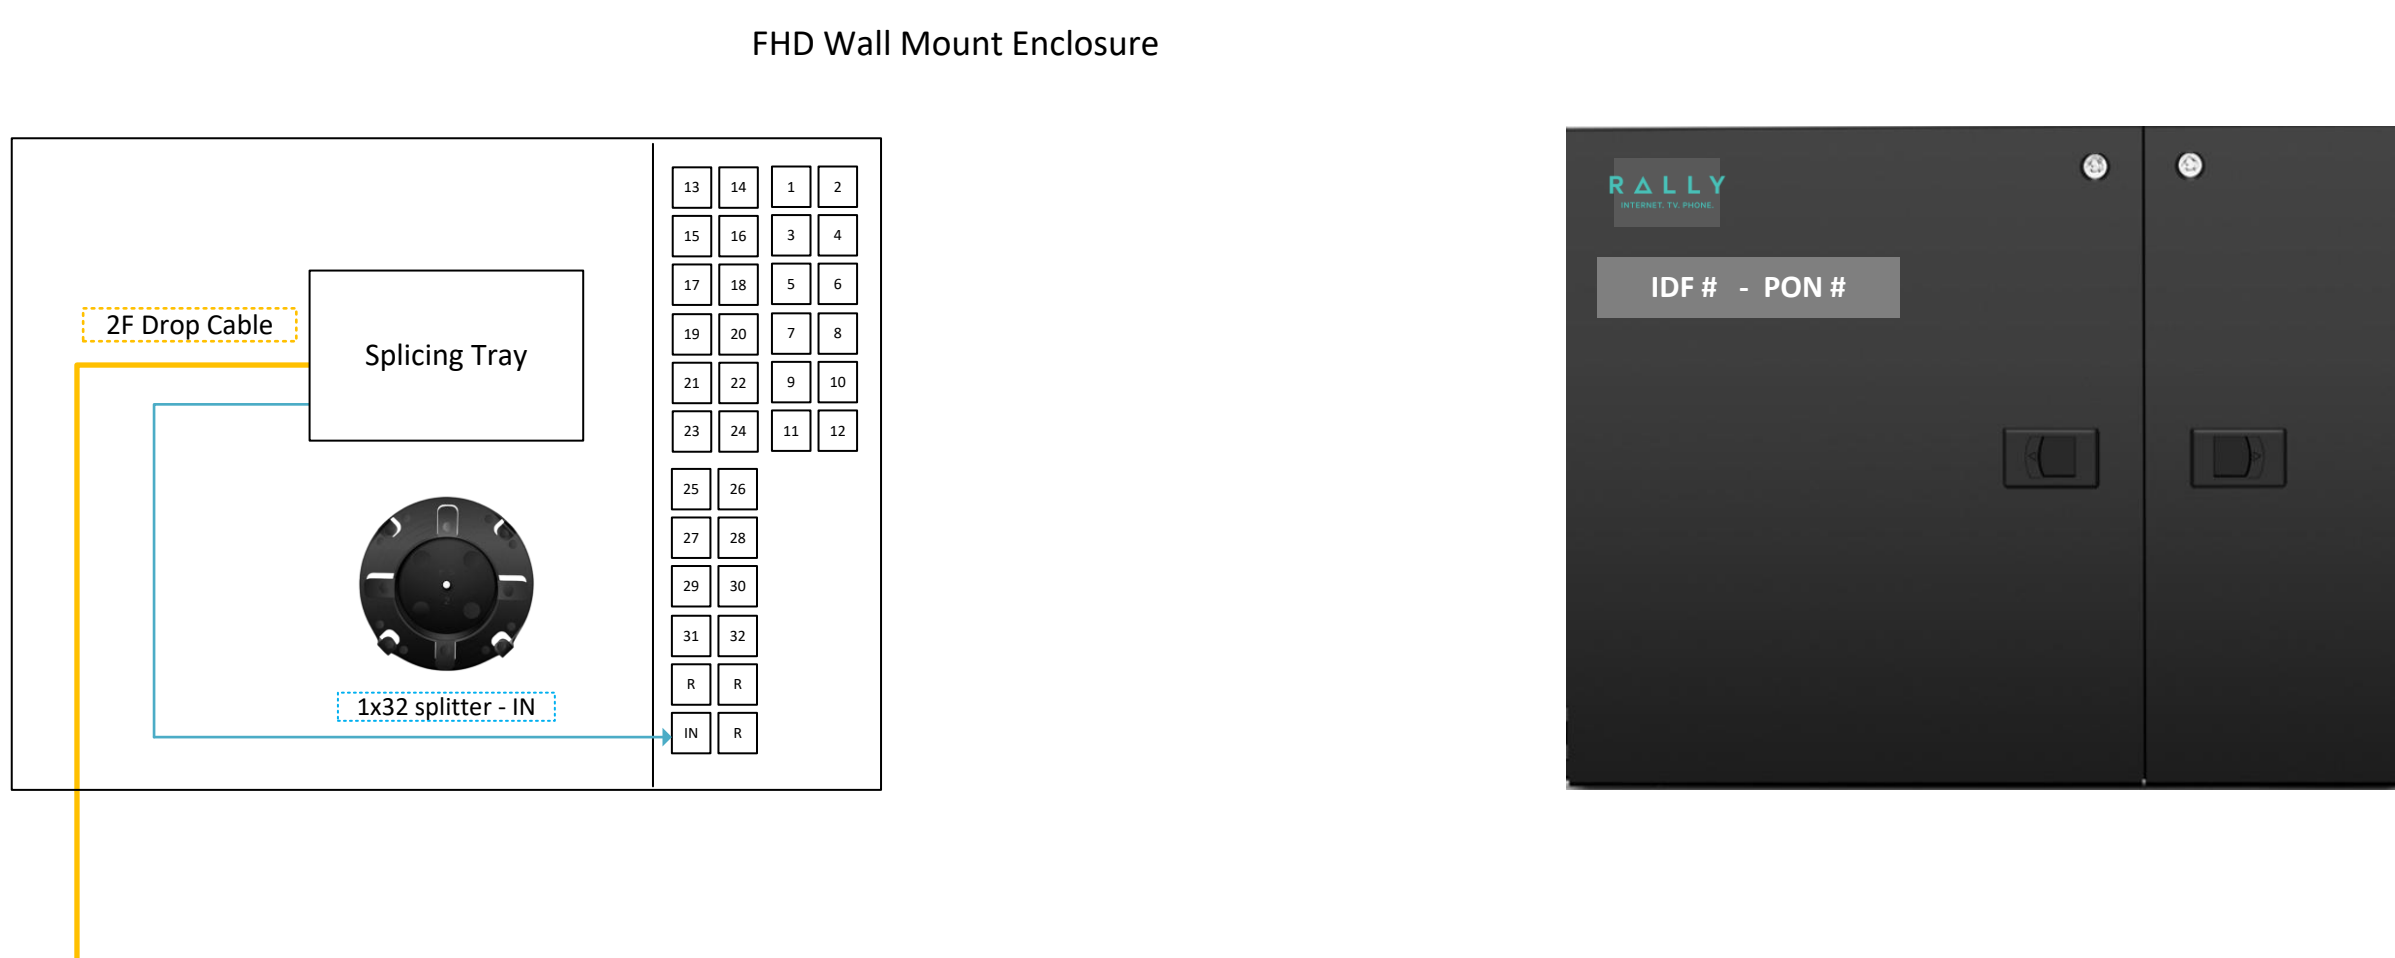 FHD Wall Mount Enclosure
13 14 1 2
15 16 3 4
17 18 5 6
19 20 7 8
21 22 9 10
23 24 11 12
25 26
27 28
29 30
31 32
R R
IN R
2F Drop Cable
Splicing Tray
1x32 splitter - IN
RALLY
INTERNET. TV. PHONE.
IDF # - PON #